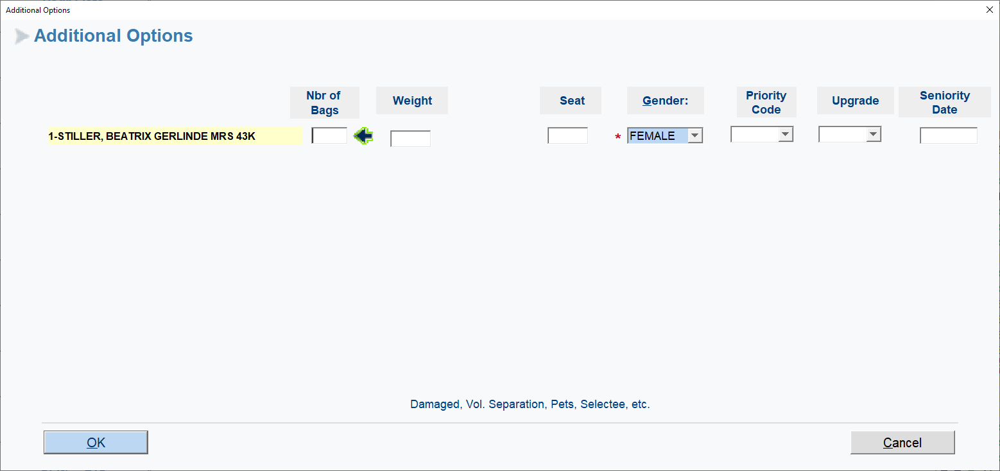 Additional Options
Additional Options
Nbr of
Bags
Weight
Seat
Gender:
Priority
Code
Upgrade
Seniority
Date
1-STILLER, BEATRIX GERLINDE MRS 43K
* FEMALE
Damaged, Vol. Separation, Pets, Selectee, etc.
OK
Cancel